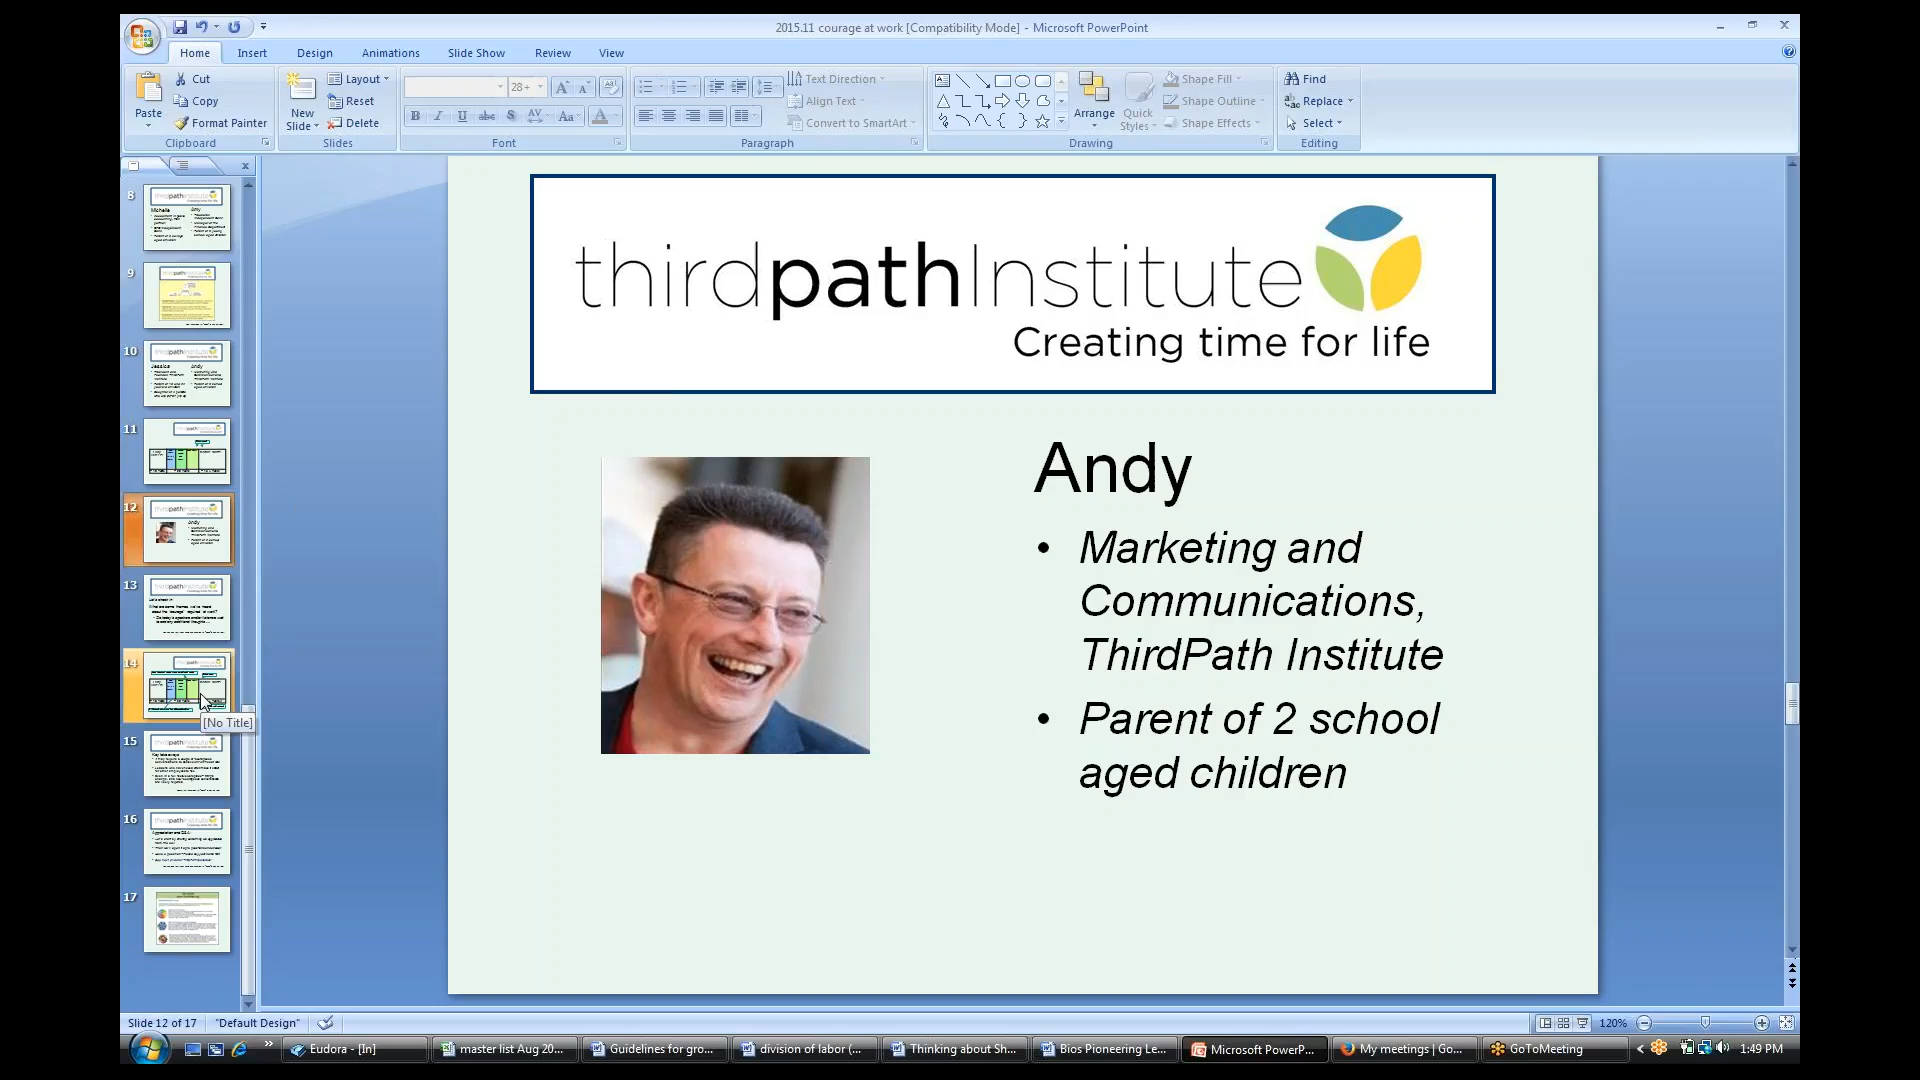 2015.11 courage at work [Compatibility Mode] - Microsoft PowerPoint
Home Insert Design Animations Slide Show Review View
Paste
Cut
Copy
Format Painter
Clipboard
New
Slide
Layout
Reset
Delete
Slides
28+
Font
Text Direction
Align Text
Convert to SmartArt
Paragraph
Arrange
Quick
Styles
Shape Fill
Shape Outline
Shape Effects
Drawing
Find
Replace
Select
Editing
8
9
10
11
12
13
14
[No Title]
15
16
17
thirdpathInstitute
Creating time for life
Andy
• Marketing and
Communications,
ThirdPath Institute
• Parent of 2 school
aged children
Slide 12 of 17 "Default Design" 120%
Eudora - [In] master list Aug 20... Guidelines for gro... division of labor (... Thinking about Sh... Bios Pioneering Le... Microsoft PowerP... My meetings | Go... GoToMeeting 1:49 PM